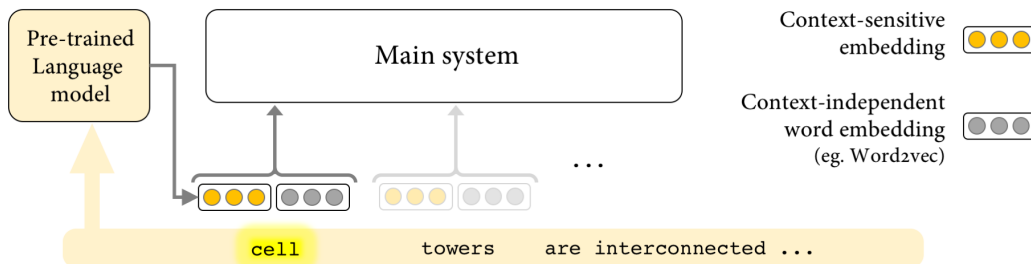 Pre-trained
Language
model
Main system
Context-sensitive
embedding
Context-independent
word embedding
(eg. Word2vec)
...
cell towers are interconnected ...